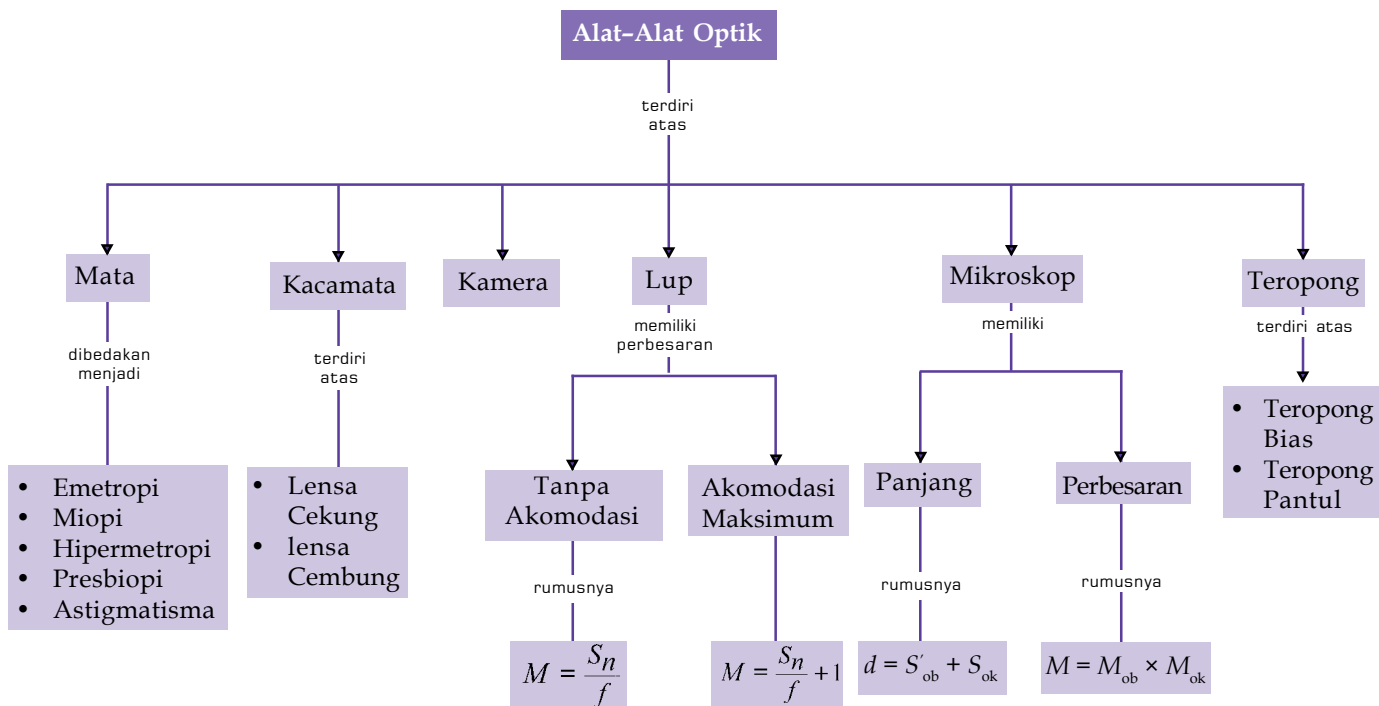 Alat–Alat Optik
terdiri
atas
Mata
Kacamata
Kamera
Lup
Mikroskop
Teropong
dibedakan
menjadi
terdiri
atas
memiliki
perbesaran
memiliki
terdiri atas
• Emetropi
• Miopi
• Hipermetropi
• Presbiopi
• Astigmatisma
• Lensa
Cekung
• lensa
Cembung
Tanpa
Akomodasi
Akomodasi
Maksimum
Panjang
Perbesaran
• Teropong
Bias
• Teropong
Pantul
rumusnya
rumusnya
rumusnya
M = Sn/f
M = Sn/f + 1
d = S′ob + Sok
M = Mob × Mok